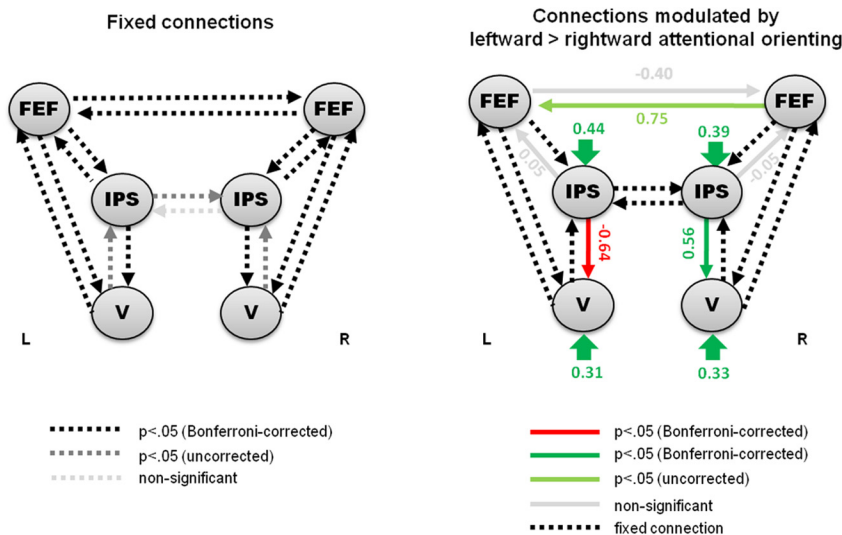 Fixed connections
FEF
FEF
IPS
IPS
V
V
L
R
p<.05 (Bonferroni-corrected)
p<.05 (uncorrected)
non-significant
Connections modulated by
leftward > rightward attentional orienting
-0.40
FEF
FEF
0.75
0.44
0.39
0.05
-0.05
IPS
IPS
-0.64
0.56
V
V
L
R
0.31
0.33
p<.05 (Bonferroni-corrected)
p<.05 (Bonferroni-corrected)
p<.05 (uncorrected)
non-significant
fixed connection